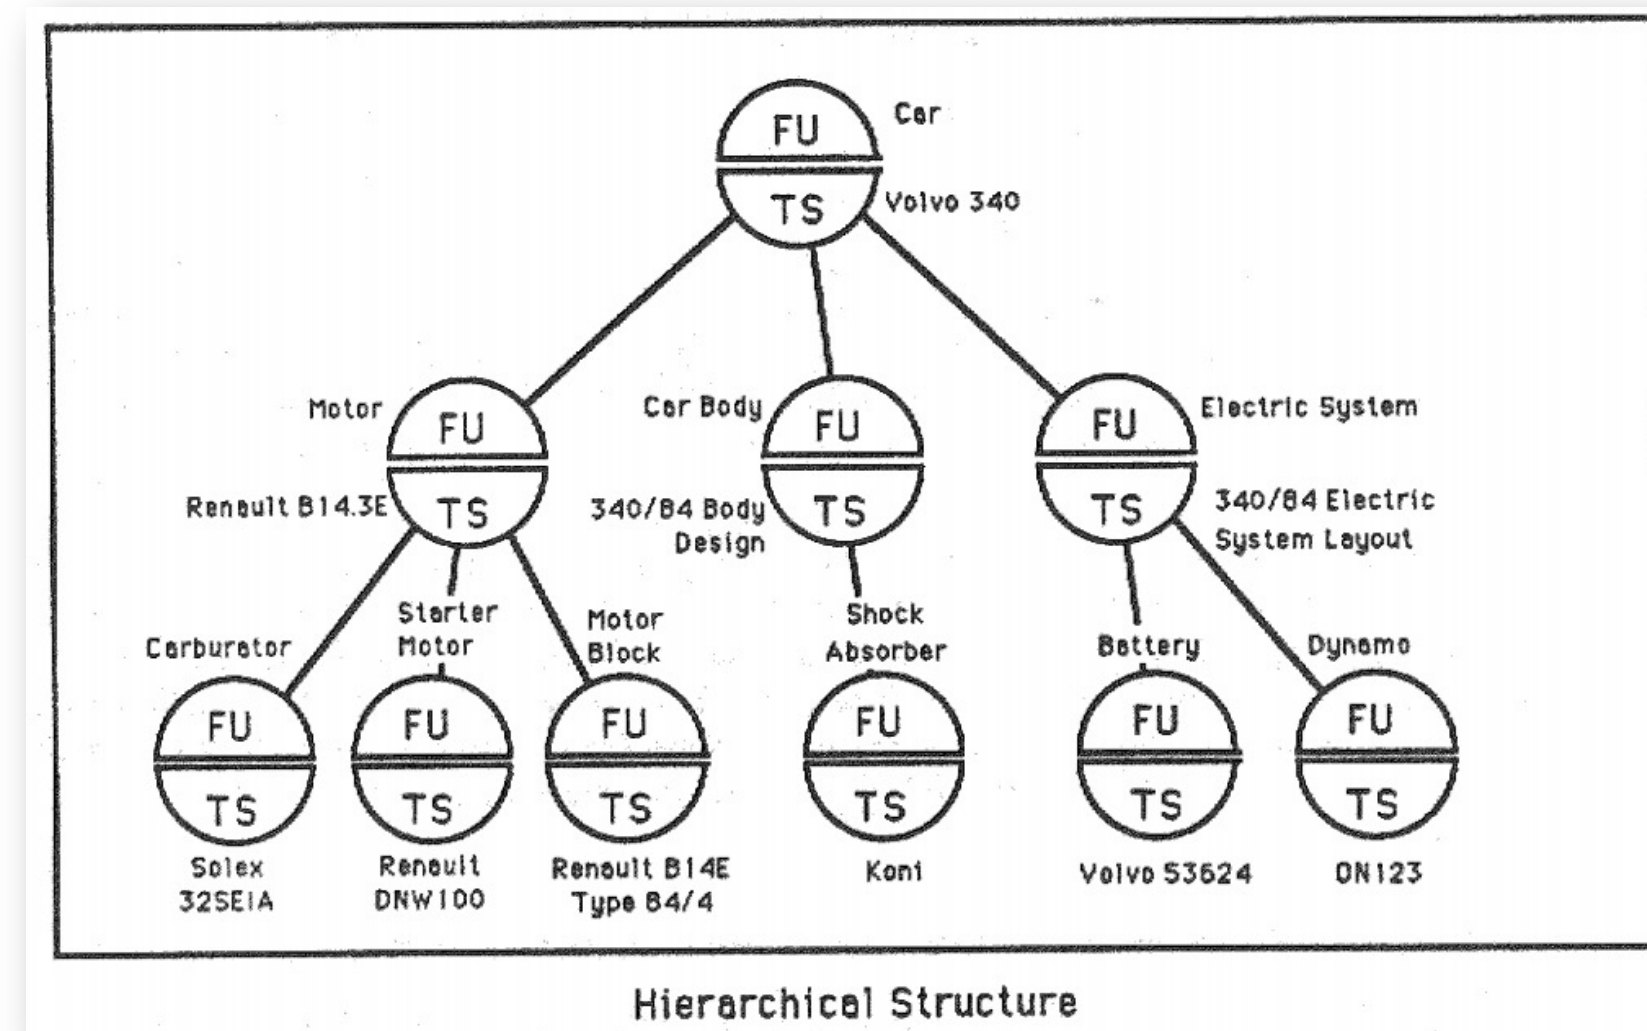 Car
FU
TS
Volvo 340
Motor
FU
Renault B14.3E
TS
Car Body
FU
340/84 Body
Design
TS
Electric System
FU
TS
340/84 Electric
System Layout
Carburator
FU
TS
Solex
32SEIA
Starter
Motor
FU
TS
Renault
DNW100
Motor
Block
FU
TS
Renault B14E
Type 84/4
Shock
Absorber
FU
TS
Koni
Battery
FU
TS
Volvo 53624
Dynamo
FU
TS
DN123
Hierarchical Structure